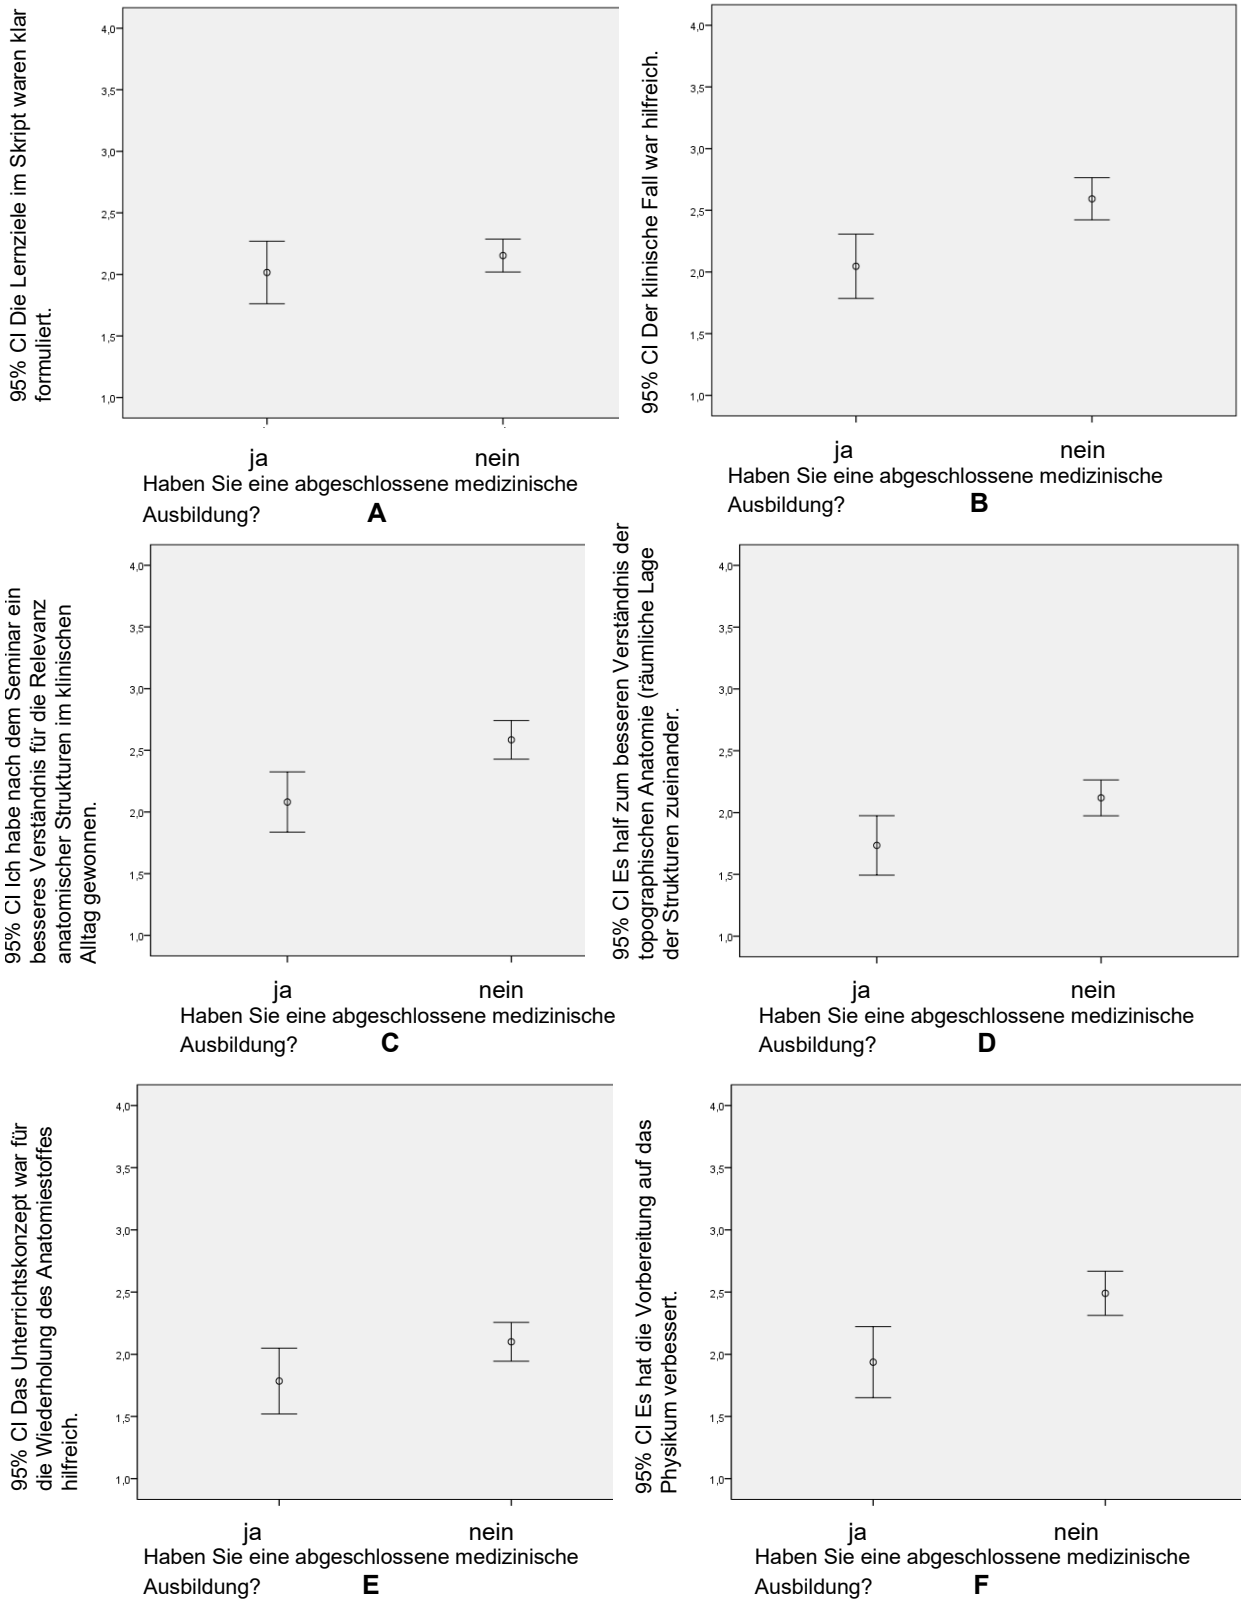 95% CI Die Lernziele im Skript waren klar
formuliert.
4,0
3,5
3,0
2,5
2,0
1,5
1,0
ja nein
Haben Sie eine abgeschlossene medizinische
Ausbildung? A
95% CI Der klinische Fall war hilfreich.
4,0
3,5
3,0
2,5
2,0
1,5
1,0
ja nein
Haben Sie eine abgeschlossene medizinische
Ausbildung? B
95% CI Ich habe nach dem Seminar ein
besseres Verständnis für die Relevanz
anatomischer Strukturen im klinischen
Alltag gewonnen.
4,0
3,5
3,0
2,5
2,0
1,5
1,0
ja nein
Haben Sie eine abgeschlossene medizinische
Ausbildung? C
95% CI Es half zum besseren Verständnis der
topographischen Anatomie (räumliche Lage
der Strukturen zueinander.
4,0
3,5
3,0
2,5
2,0
1,5
1,0
ja nein
Haben Sie eine abgeschlossene medizinische
Ausbildung? D
95% CI Das Unterrichtskonzept war für
die Wiederholung des Anatomiestoffes
hilfreich.
4,0
3,5
3,0
2,5
2,0
1,5
1,0
ja nein
Haben Sie eine abgeschlossene medizinische
Ausbildung? E
95% CI Es hat die Vorbereitung auf das
Physikum verbessert.
4,0
3,5
3,0
2,5
2,0
1,5
1,0
ja nein
Haben Sie eine abgeschlossene medizinische
Ausbildung? F